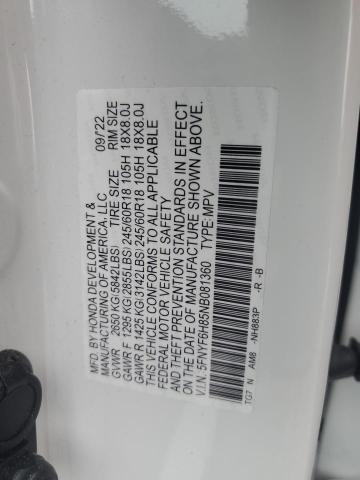 MFD. BY HONDA DEVELOPMENT & 09/22
MANUFACTURING OF AMERICA, LLC
GVWR 2650 KG(5842LBS) TIRE SIZE RIM SIZE
GAWR F 1295 KG(2855LBS)245/60R18 105H 18X8.0J
GAWR R 1425 KG(3142LBS)245/60R18 105H 18X8.0J
THIS VEHICLE CONFORMS TO ALL APPLICABLE
FEDERAL MOTOR VEHICLE SAFETY
AND THEFT PREVENTION STANDARDS IN EFFECT
ON THE DATE OF MANUFACTURE SHOWN ABOVE.
V.I.N. 5FNYF6H85NB081360 TYPE:MPV
TG7 N AM8 -NH883P -R -B